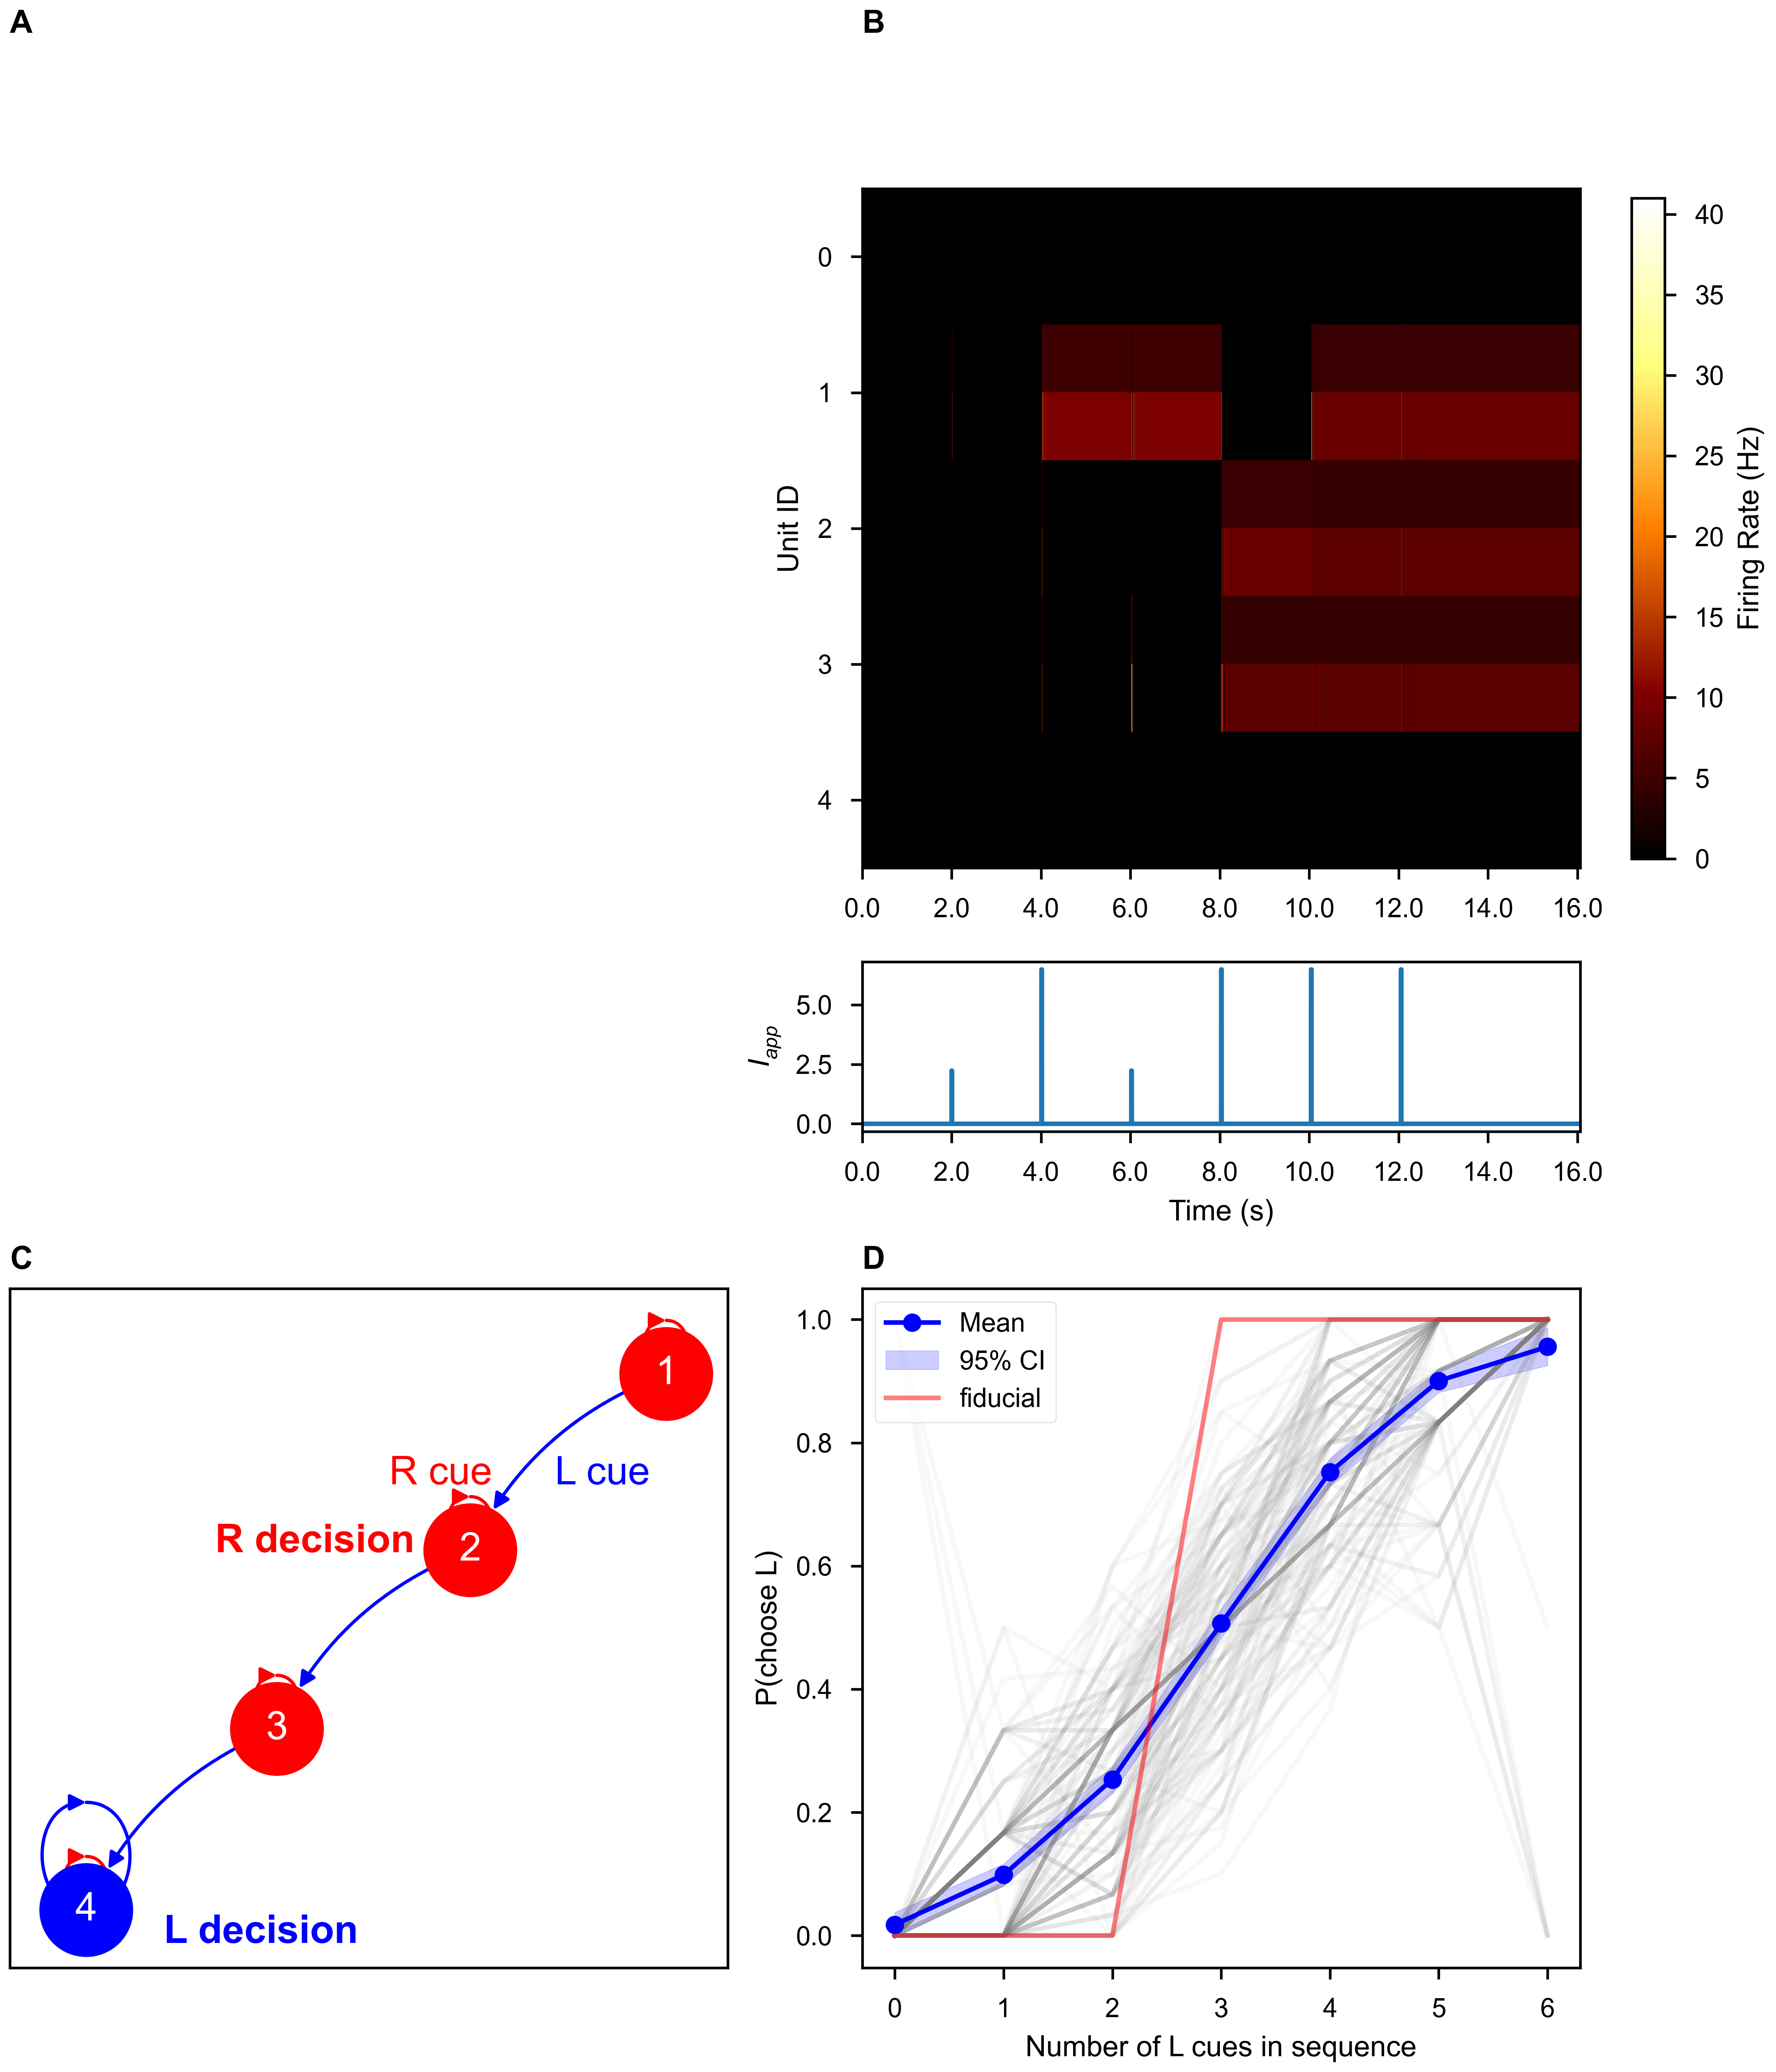 A
B
0
1
2
3
4
Unit ID
0.0 2.0 4.0 6.0 8.0 10.0 12.0 14.0 16.0
40
35
30
25
20
15
10
5
0
Firing Rate (Hz)
5.0
2.5
0.0
I_app
0.0 2.0 4.0 6.0 8.0 10.0 12.0 14.0 16.0
Time (s)
C
1
R cue
L cue
R decision
2
3
4
L decision
D
Mean
95% CI
fiducial
1.0
0.8
0.6
0.4
0.2
0.0
P(choose L)
0 1 2 3 4 5 6
Number of L cues in sequence